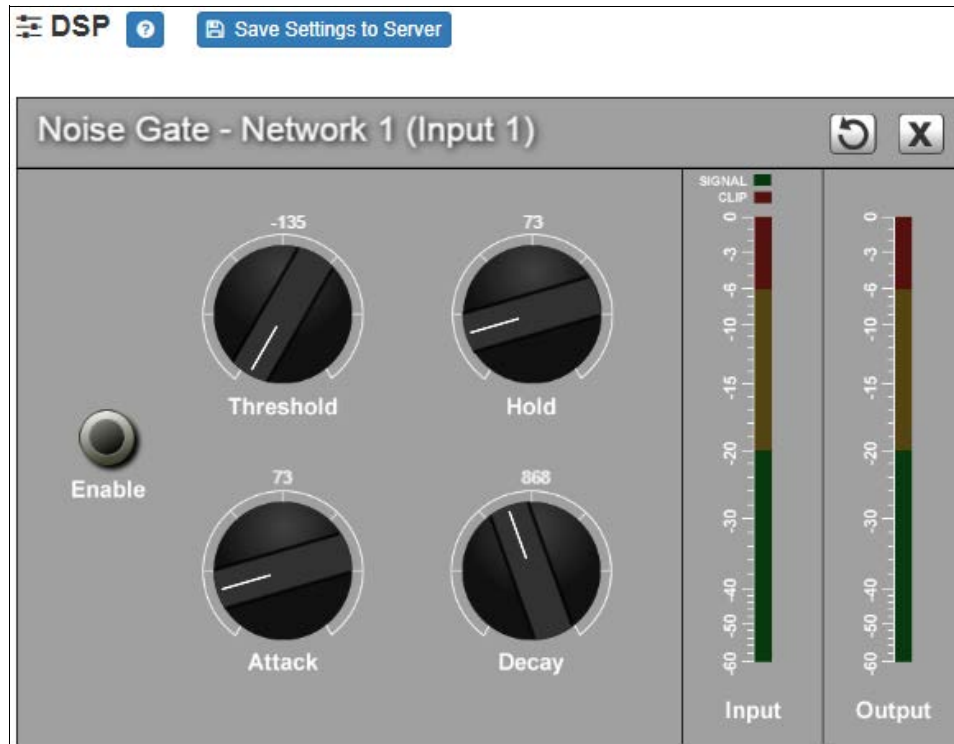 DSP ? Save Settings to Server
Noise Gate - Network 1 (Input 1) X
-135
Threshold
73
Hold
Enable
73
Attack
868
Decay
SIGNAL
CLIP
0
-3
-6
-10
-15
-20
-30
-40
-50
-60
Input
0
-3
-6
-10
-15
-20
-30
-40
-50
-60
Output